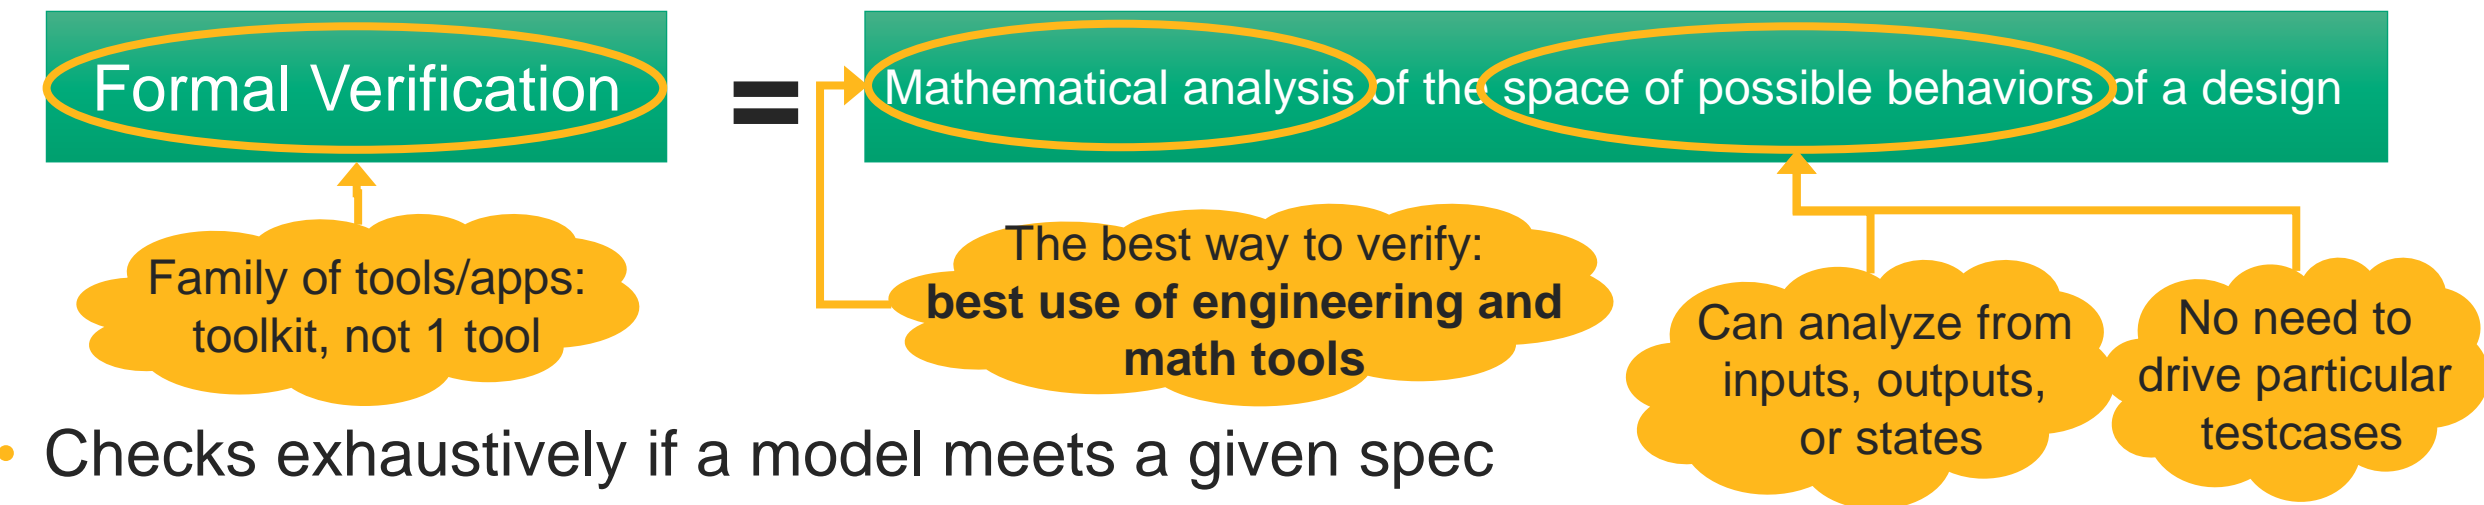 Formal Verification
=
Mathematical analysis of the space of possible behaviors of a design
Family of tools/apps:
toolkit, not 1 tool
The best way to verify:
best use of engineering and
math tools
Can analyze from
inputs, outputs,
or states
No need to
drive particular
testcases
• Checks exhaustively if a model meets a given spec